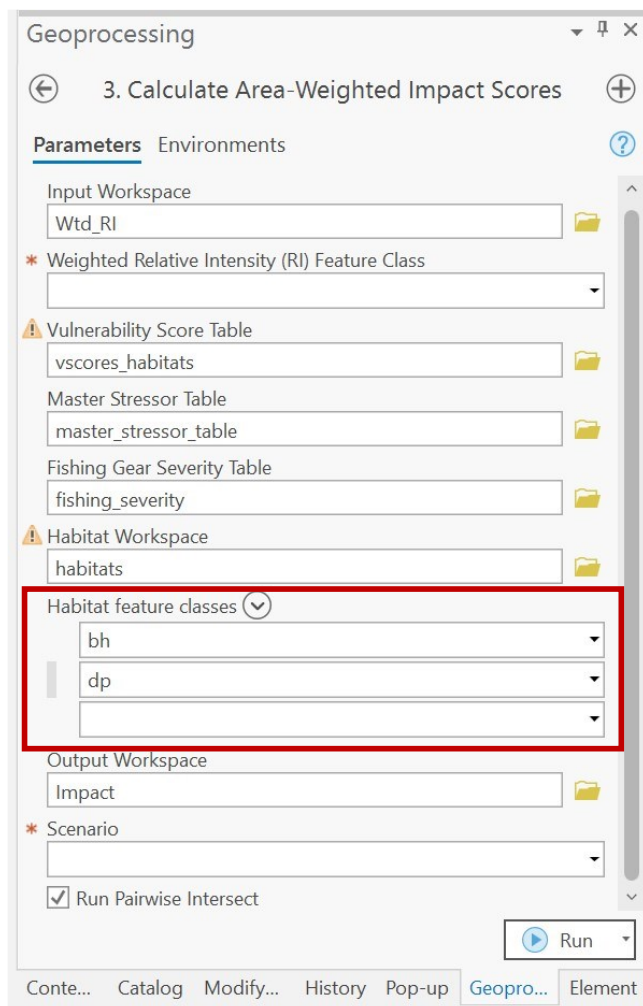 Geoprocessing
3. Calculate Area-Weighted Impact Scores
Parameters Environments
Input Workspace
Wtd_RI
* Weighted Relative Intensity (RI) Feature Class
Vulnerability Score Table
vscores_habitats
Master Stressor Table
master_stressor_table
Fishing Gear Severity Table
fishing_severity
Habitat Workspace
habitats
Habitat feature classes
bh
dp
Output Workspace
Impact
* Scenario
Run Pairwise Intersect
Run
Conte... Catalog Modify... History Pop-up Geopro... Element